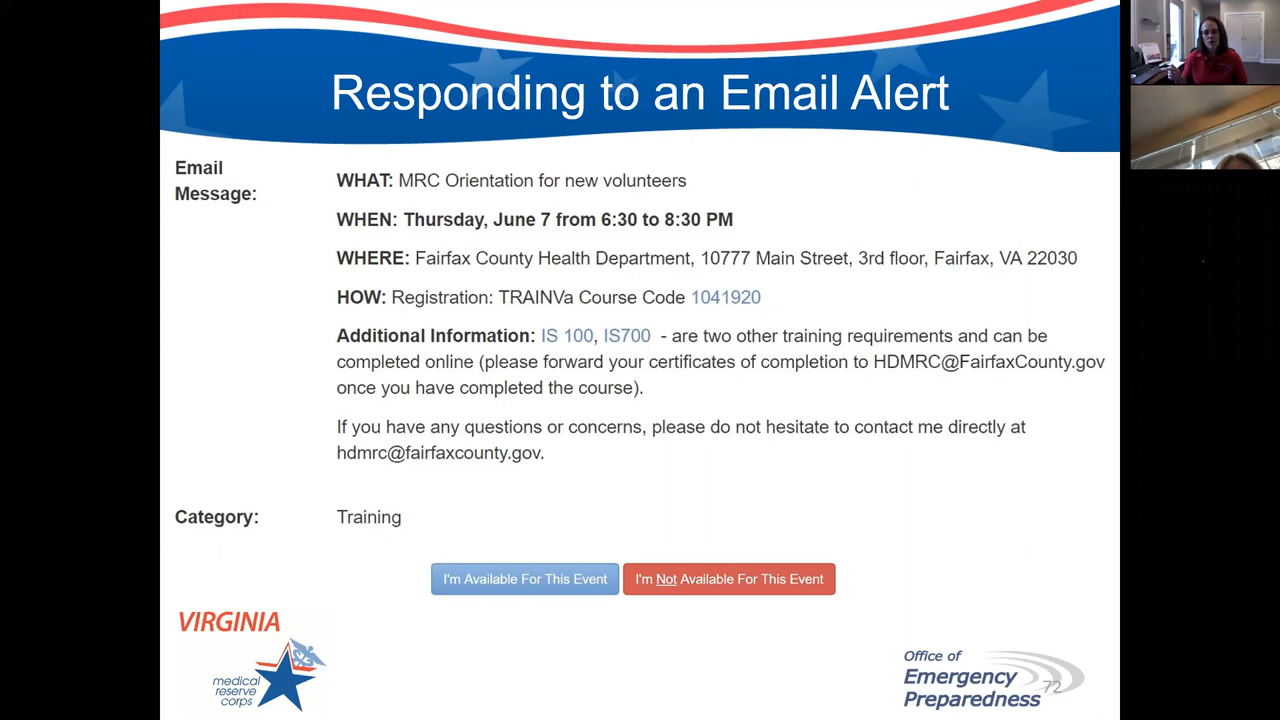 Responding to an Email Alert
Email
Message:
WHAT: MRC Orientation for new volunteers
WHEN: Thursday, June 7 from 6:30 to 8:30 PM
WHERE: Fairfax County Health Department, 10777 Main Street, 3rd floor, Fairfax, VA 22030
HOW: Registration: TRAINVa Course Code 1041920
Additional Information: IS 100, IS700 - are two other training requirements and can be
completed online (please forward your certificates of completion to HDMRC@FairfaxCounty.gov
once you have completed the course).
If you have any questions or concerns, please do not hesitate to contact me directly at
hdmrc@fairfaxcounty.gov.
Category: Training
I'm Available For This Event
I'm Not Available For This Event
VIRGINIA
medical
reserve
corps
Office of
Emergency
Preparedness
72